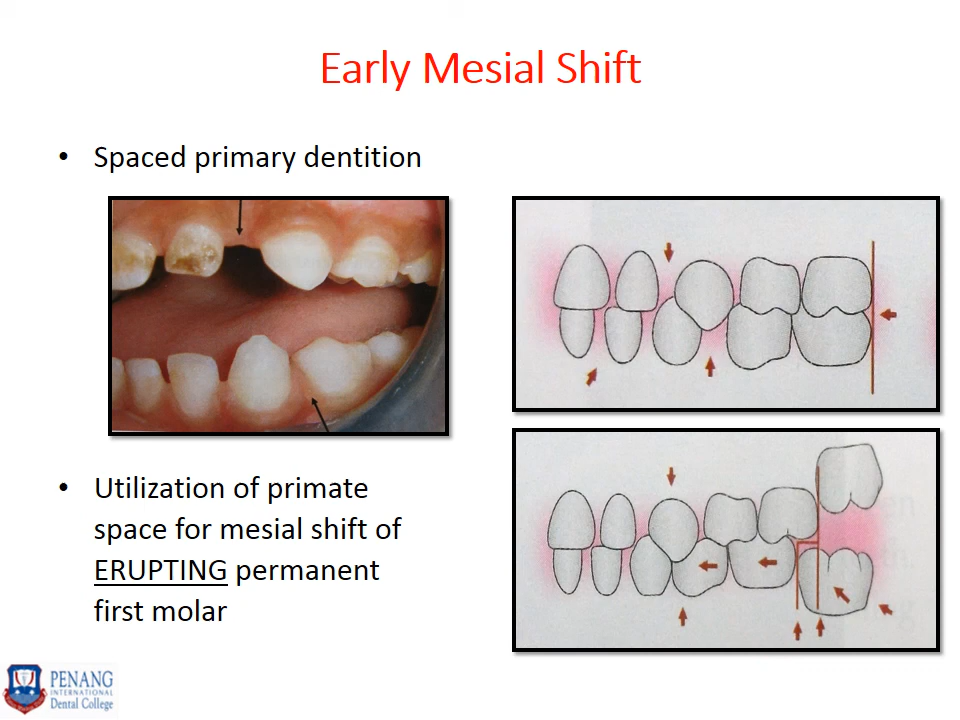 Early Mesial Shift
• Spaced primary dentition
• Utilization of primate
space for mesial shift of
ERUPTING permanent
first molar
PENANG
INTERNATIONAL
Dental College